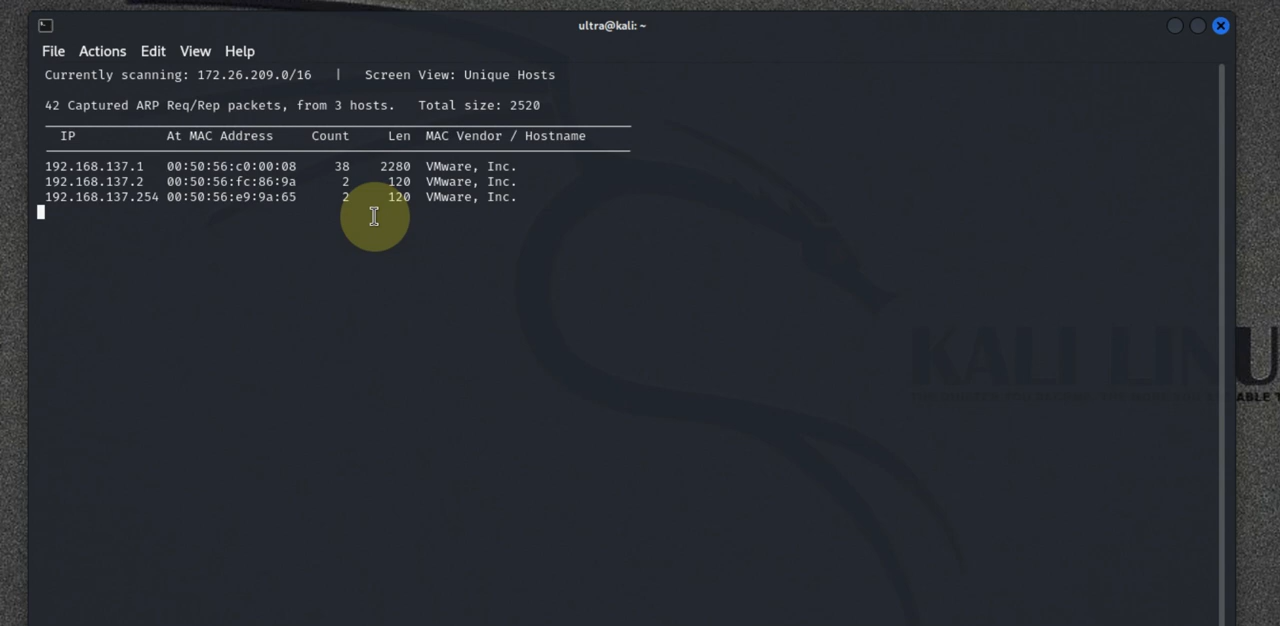 ultra@kali: ~
File Actions Edit View Help
Currently scanning: 172.26.209.0/16 | Screen View: Unique Hosts
42 Captured ARP Req/Rep packets, from 3 hosts. Total size: 2520
IP At MAC Address Count Len MAC Vendor / Hostname
192.168.137.1 00:50:56:c0:00:08 38 2280 VMware, Inc.
192.168.137.2 00:50:56:fc:86:9a 2 120 VMware, Inc.
192.168.137.254 00:50:56:e9:9a:65 2 120 VMware, Inc.
KALI LINU
ABLE T